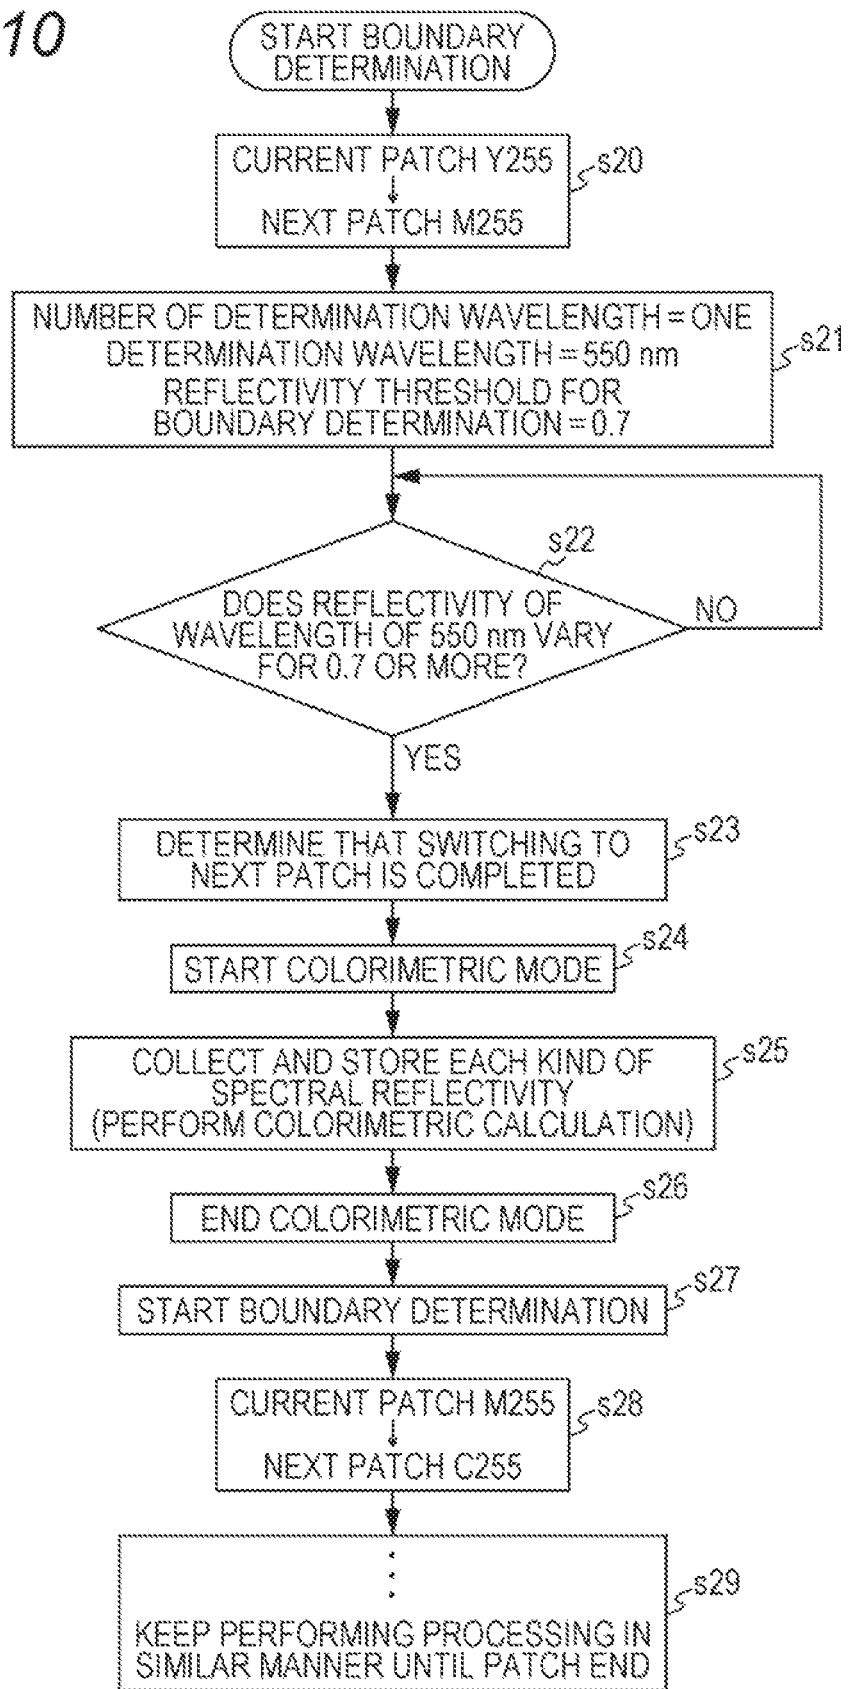 10
START BOUNDARY
DETERMINATION
CURRENT PATCH Y255
NEXT PATCH M255
s20
NUMBER OF DETERMINATION WAVELENGTH = ONE
DETERMINATION WAVELENGTH = 550 nm
REFLECTIVITY THRESHOLD FOR
BOUNDARY DETERMINATION = 0.7
s21
s22
DOES REFLECTIVITY OF
WAVELENGTH OF 550 nm VARY
FOR 0.7 OR MORE?
NO
YES
DETERMINE THAT SWITCHING TO
NEXT PATCH IS COMPLETED
s23
START COLORIMETRIC MODE
s24
COLLECT AND STORE EACH KIND OF
SPECTRAL REFLECTIVITY
(PERFORM COLORIMETRIC CALCULATION)
s25
END COLORIMETRIC MODE
s26
START BOUNDARY DETERMINATION
s27
CURRENT PATCH M255
NEXT PATCH C255
s28
KEEP PERFORMING PROCESSING IN
SIMILAR MANNER UNTIL PATCH END
s29